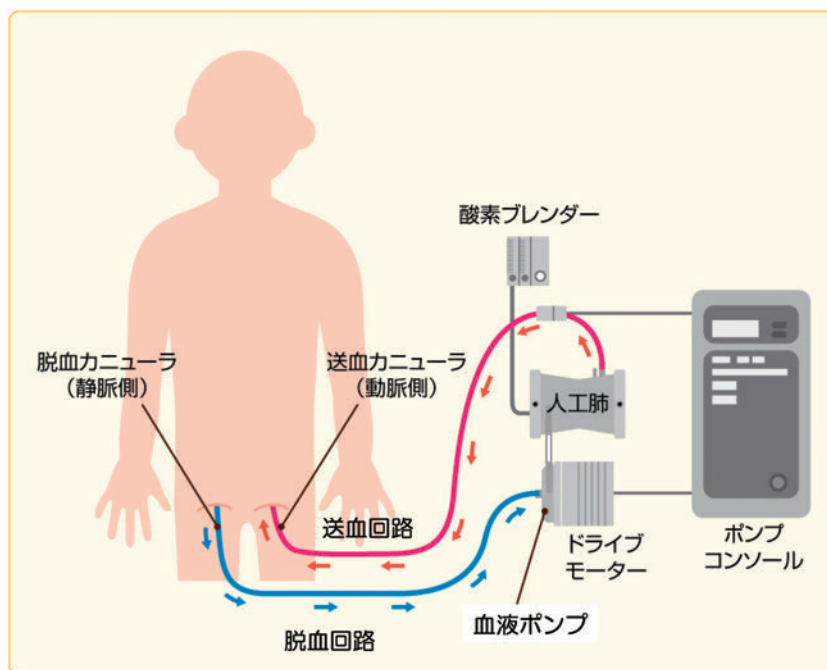 酸素ブレンダー
脱血カニューラ
（静脈側）
送血カニューラ
（動脈側）
人工肺
送血回路
ドライブ
モーター
ポンプ
コンソール
血液ポンプ
脱血回路